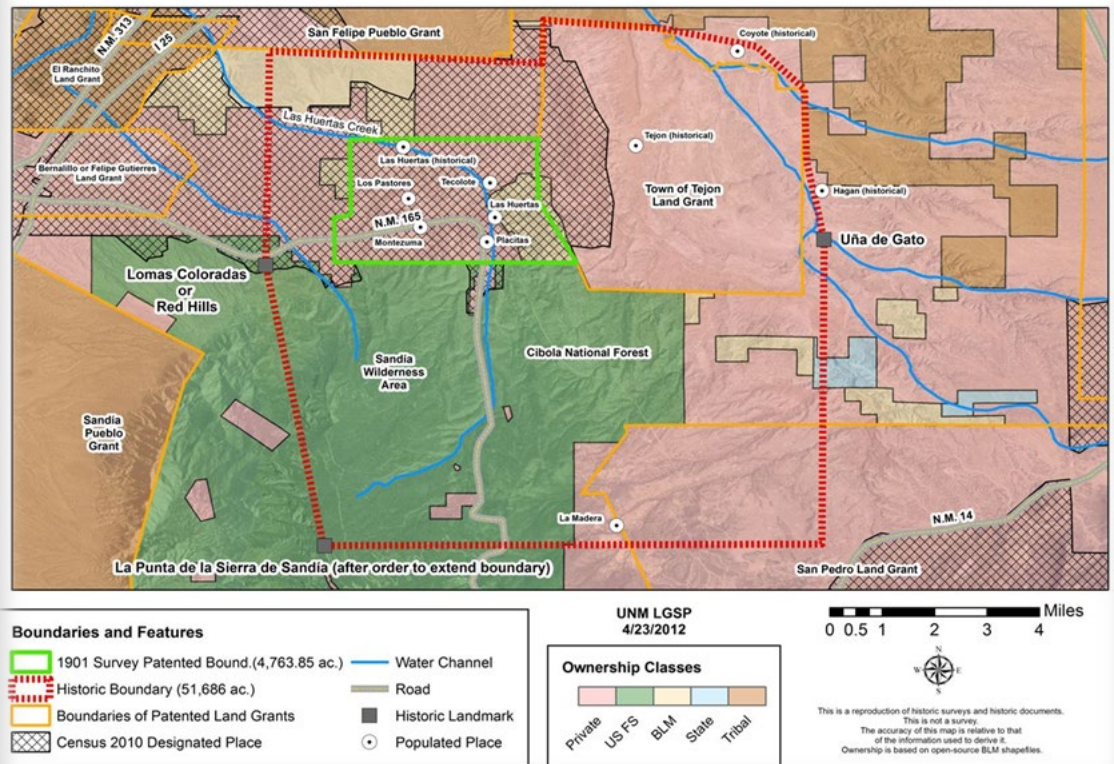 N.M. 313
I 25
San Felipe Pueblo Grant
Coyote (historical)
El Ranchito
Land Grant
Las Huertas Creek
Tejon (historical)
Las Huertas (historical)
Bernalillo or Felipe Gutierres
Land Grant
Los Pastores
Tecolote
Town of Tejon
Land Grant
Hagan (historical)
Las Huertas
N.M. 165
Montezuma
Placitas
Uña de Gato
Lomas Coloradas
or
Red Hills
Sandia
Wilderness
Area
Cibola National Forest
Sandia
Pueblo
Grant
La Madera
N.M. 14
La Punta de la Sierra de Sandía (after order to extend boundary)
San Pedro Land Grant
Boundaries and Features
1901 Survey Patented Bound.(4,763.85 ac.)
Historic Boundary (51,686 ac.)
Boundaries of Patented Land Grants
Census 2010 Designated Place
Water Channel
Road
Historic Landmark
Populated Place
UNM LGSP
4/23/2012
Ownership Classes
Private
US FS
BLM
State
Tribal
Miles
0 0.5 1 2 3 4
N
W E
S
This is a reproduction of historic surveys and historic documents.
This is not a survey.
The accuracy of this map is relative to that
of the information used to derive it.
Ownership is based on open-source BLM shapefiles.